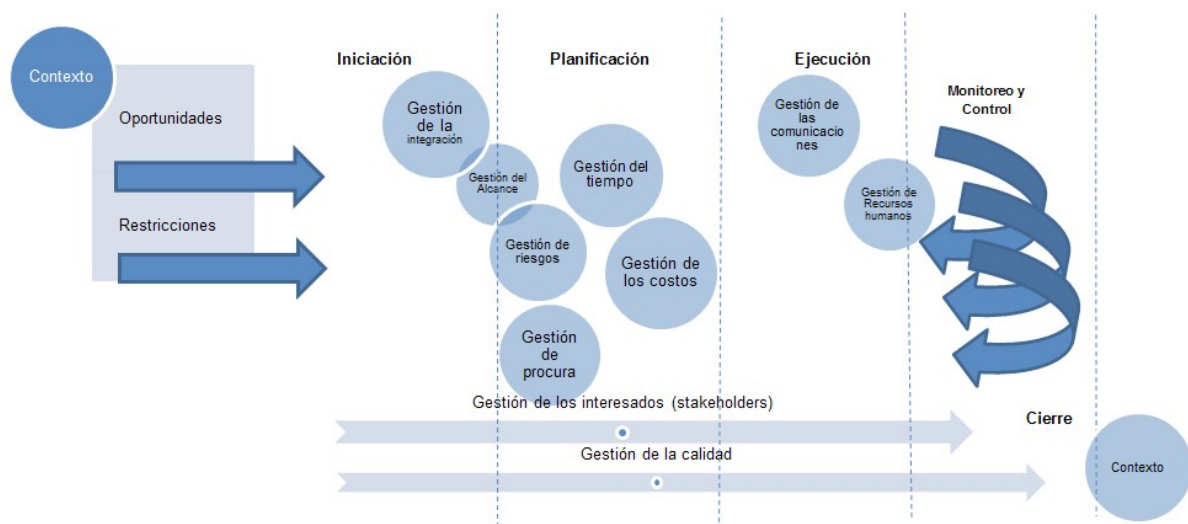 Contexto
Oportunidades
Restricciones
Iniciación
Planificación
Ejecución
Monitoreo y
Control
Gestión
de la
integración
Gestión del
Alcance
Gestión de
riesgos
Gestión
de
procura
Gestión del
tiempo
Gestión de
los costos
Gestión de
las
comunicacio
nes
Gestión de
Recursos
humanos
Gestión de los interesados (stakeholders)
Gestión de la calidad
Cierre
Contexto